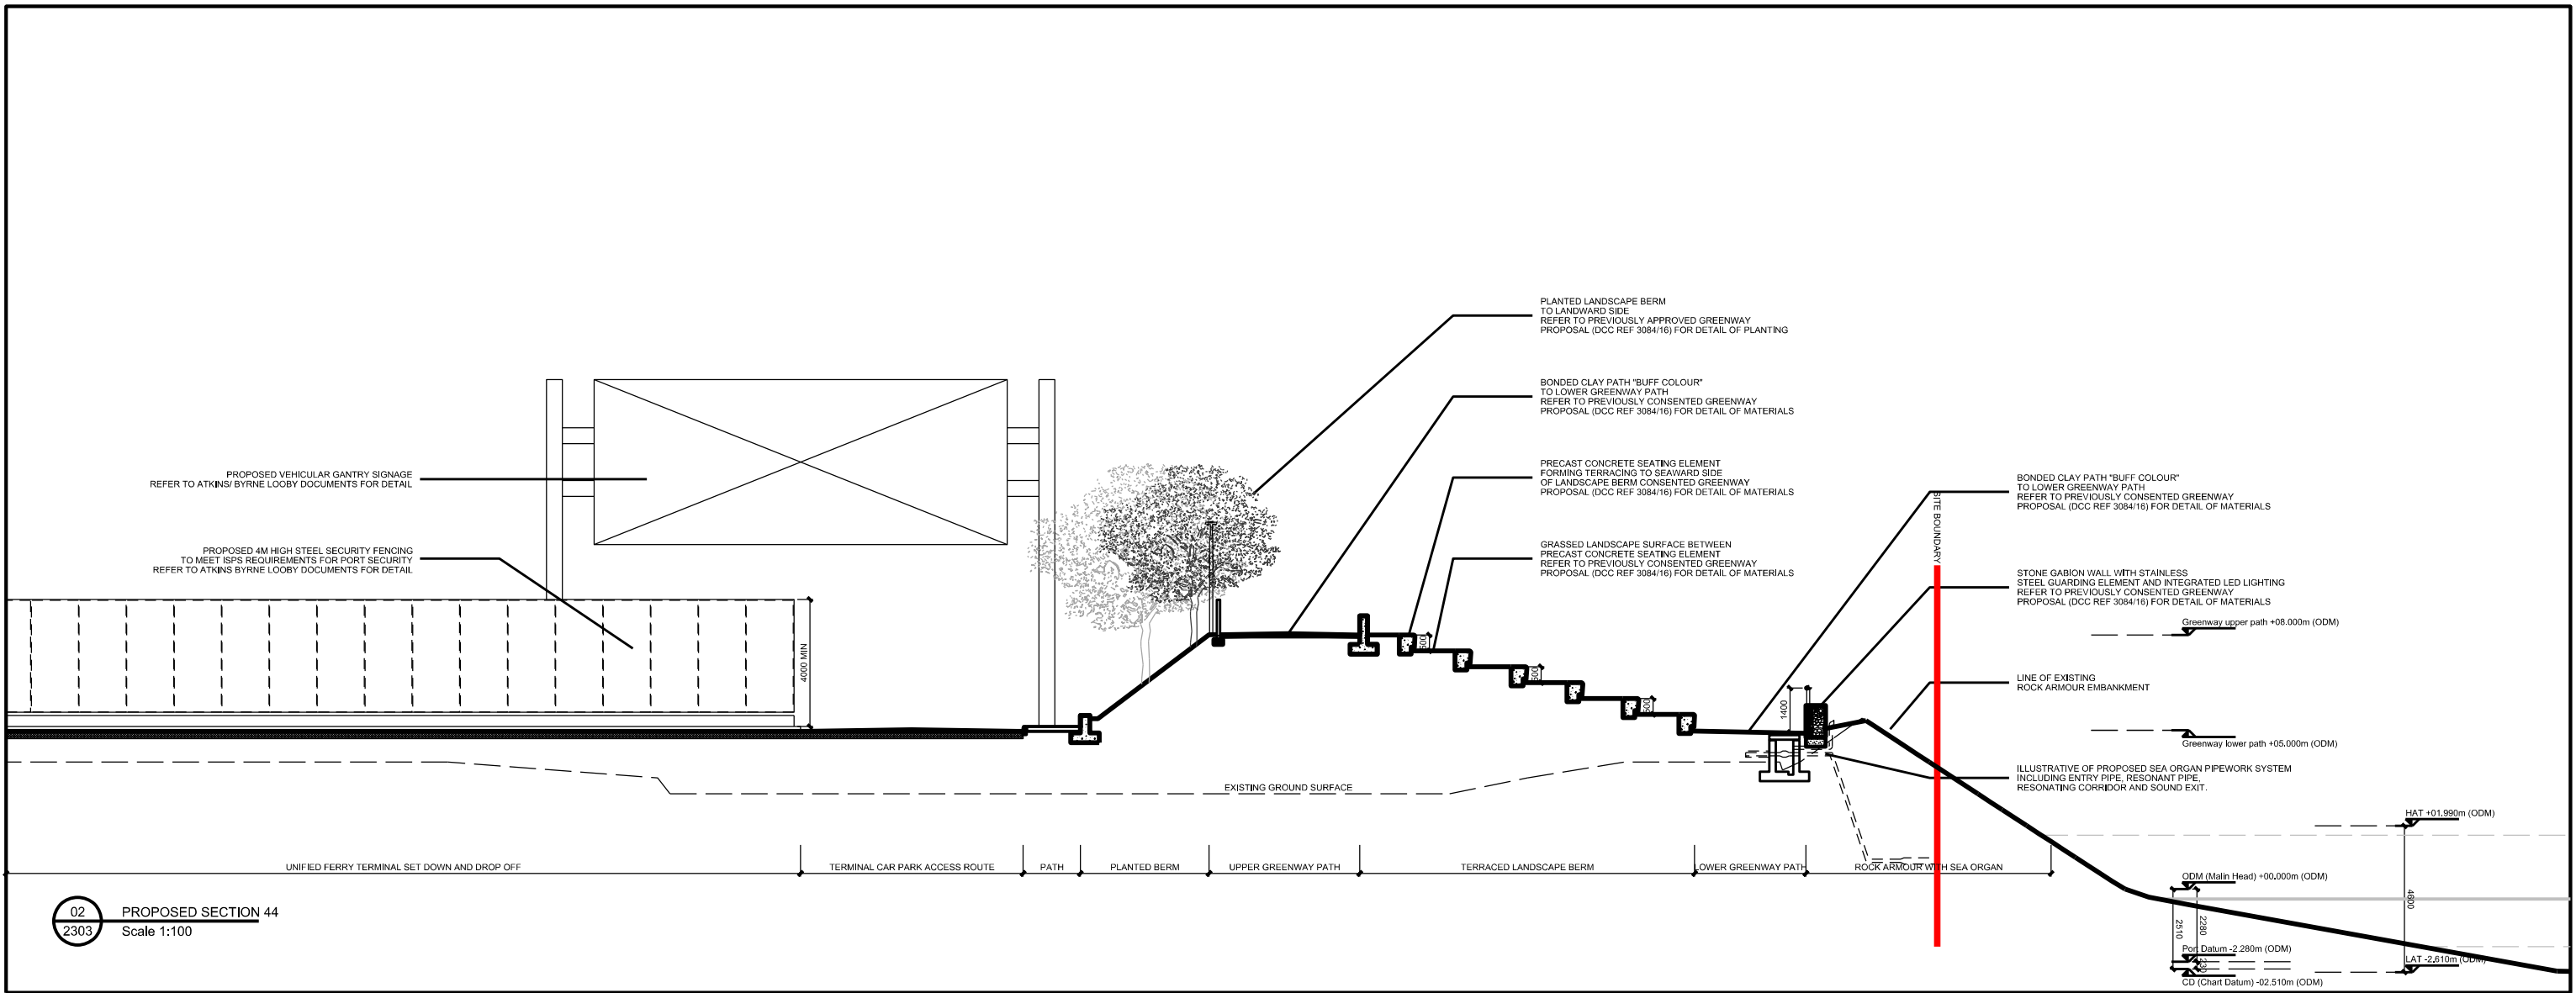 PLANTED LANDSCAPE BERM
TO LANDWARD SIDE
REFER TO PREVIOUSLY APPROVED GREENWAY
PROPOSAL (DCC REF 3084/16) FOR DETAIL OF PLANTING
BONDED CLAY PATH "BUFF COLOUR"
TO LOWER GREENWAY PATH
REFER TO PREVIOUSLY CONSENTED GREENWAY
PROPOSAL (DCC REF 3084/16) FOR DETAIL OF MATERIALS
PROPOSED VEHICULAR GANTRY SIGNAGE
REFER TO ATKINS/ BYRNE LOOBY DOCUMENTS FOR DETAIL
PRECAST CONCRETE SEATING ELEMENT
FORMING TERRACING TO SEAWARD SIDE
OF LANDSCAPE BERM CONSENTED GREENWAY
PROPOSAL (DCC REF 3084/16) FOR DETAIL OF MATERIALS
BONDED CLAY PATH "BUFF COLOUR"
TO LOWER GREENWAY PATH
REFER TO PREVIOUSLY CONSENTED GREENWAY
PROPOSAL (DCC REF 3084/16) FOR DETAIL OF MATERIALS
SITE BOUNDARY
PROPOSED 4M HIGH STEEL SECURITY FENCING
TO MEET ISPS REQUIREMENTS FOR PORT SECURITY
REFER TO ATKINS BYRNE LOOBY DOCUMENTS FOR DETAIL
GRASSED LANDSCAPE SURFACE BETWEEN
PRECAST CONCRETE SEATING ELEMENT
REFER TO PREVIOUSLY CONSENTED GREENWAY
PROPOSAL (DCC REF 3084/16) FOR DETAIL OF MATERIALS
STONE GABION WALL WITH STAINLESS
STEEL GUARDING ELEMENT AND INTEGRATED LED LIGHTING
REFER TO PREVIOUSLY CONSENTED GREENWAY
PROPOSAL (DCC REF 3084/16) FOR DETAIL OF MATERIALS
Greenway upper path +08.000m (ODM)
4000 MIN
500
500
500
1400
LINE OF EXISTING
ROCK ARMOUR EMBANKMENT
Greenway lower path +05.000m (ODM)
ILLUSTRATIVE OF PROPOSED SEA ORGAN PIPEWORK SYSTEM
INCLUDING ENTRY PIPE, RESONANT PIPE,
RESONATING CORRIDOR AND SOUND EXIT.
EXISTING GROUND SURFACE
HAT +01.990m (ODM)
UNIFIED FERRY TERMINAL SET DOWN AND DROP OFF
TERMINAL CAR PARK ACCESS ROUTE
PATH
PLANTED BERM
UPPER GREENWAY PATH
TERRACED LANDSCAPE BERM
LOWER GREENWAY PATH
ROCK ARMOUR WITH SEA ORGAN
ODM (Malin Head) +00.000m (ODM)
4600
2510
2280
230
Port Datum -2.280m (ODM)
LAT -2.610m (ODM)
CD (Chart Datum) -02.510m (ODM)
02
2303
PROPOSED SECTION 44
Scale 1:100